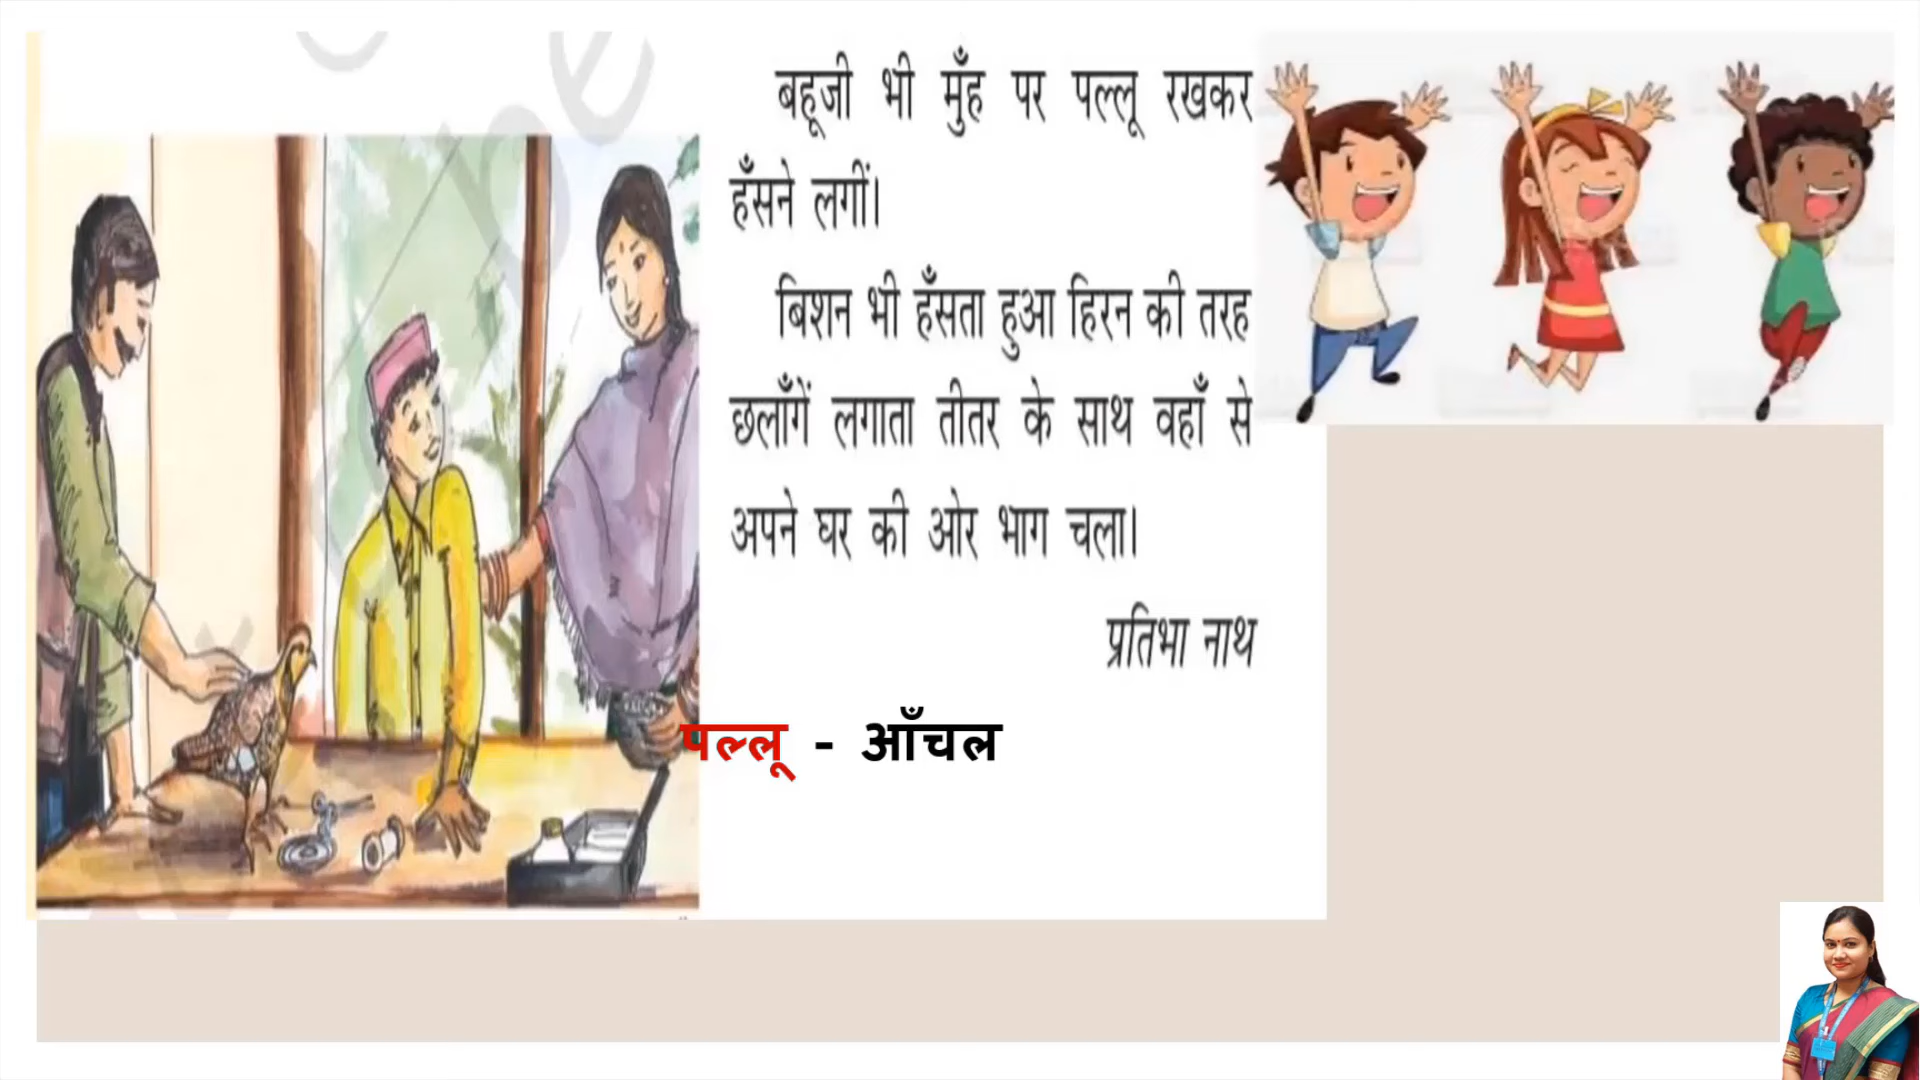 बहूजी भी मुँह पर पल्लू रखकर
हँसने लगीं।
बिशन भी हँसता हुआ हिरन की तरह
छलाँगें लगाता तीतर के साथ वहाँ से
अपने घर की ओर भाग चला।
प्रतिभा नाथ
पल्लू - आँचल